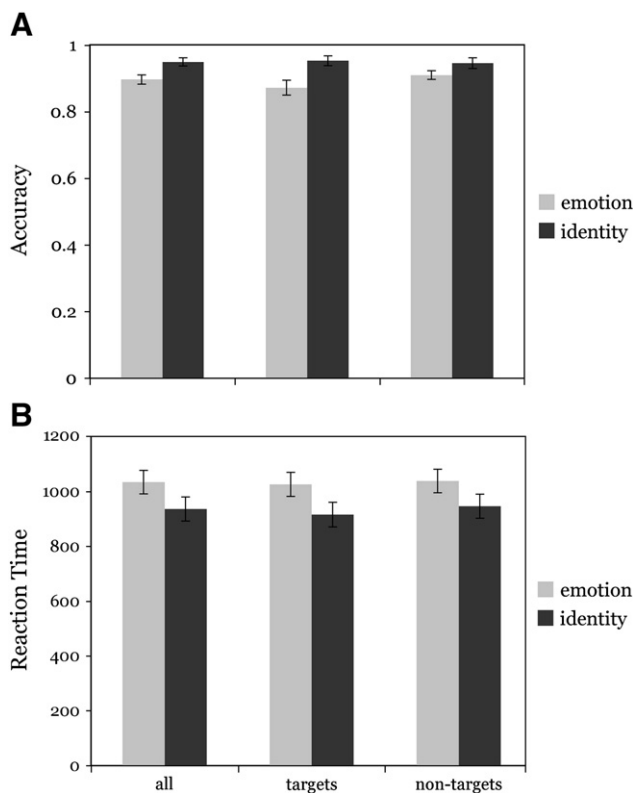 A
Accuracy
1
0.8
0.6
0.4
0.2
0
emotion
identity
B
Reaction Time
1200
1000
800
600
400
200
0
emotion
identity
all targets non-targets